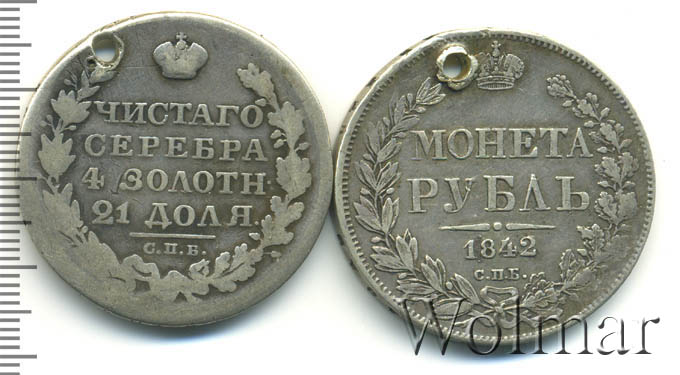 ЧИСТАГО
СЕРЕБРА
4 ЗОЛОТН.
21 ДОЛЯ.
С.П.Б.
МОНЕТА
РУБЛЬ
1842
С.П.Б.
Wolmar